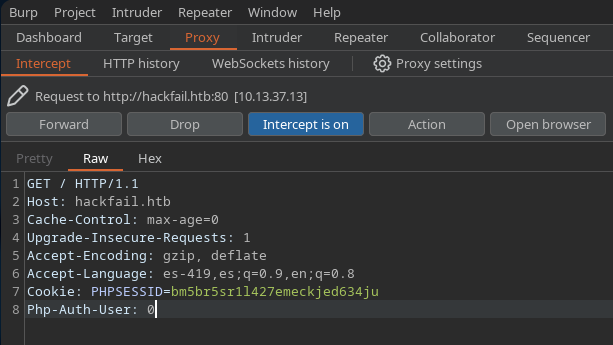 Burp Project Intruder Repeater Window Help
Dashboard Target Proxy Intruder Repeater Collaborator Sequencer
Intercept HTTP history WebSockets history Proxy settings
Request to http://hackfail.htb:80 [10.13.37.13]
Forward Drop Intercept is on Action Open browser
Pretty Raw Hex
1 GET / HTTP/1.1
2 Host: hackfail.htb
3 Cache-Control: max-age=0
4 Upgrade-Insecure-Requests: 1
5 Accept-Encoding: gzip, deflate
6 Accept-Language: es-419,es;q=0.9,en;q=0.8
7 Cookie: PHPSESSID=bm5br5sr1l427emeckjed634ju
8 Php-Auth-User: 0